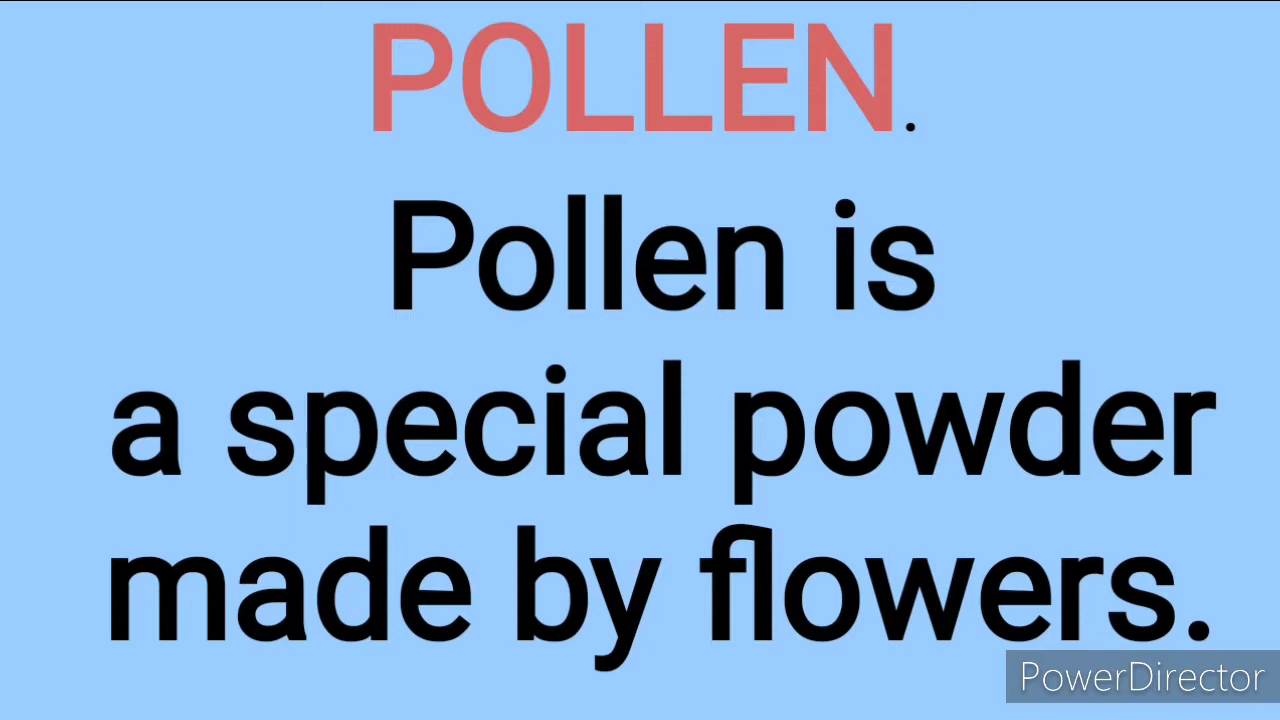 POLLEN.
Pollen is
a special powder
made by flowers.
PowerDirector